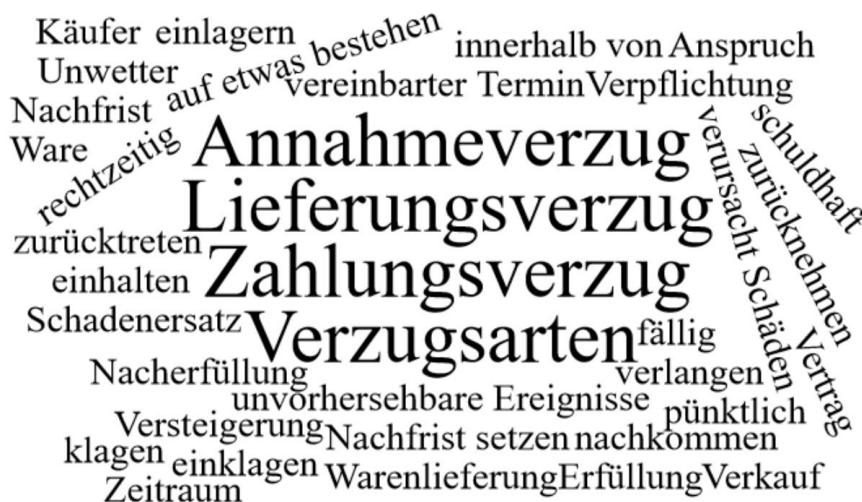 Käufer einlagern
auf etwas bestehen
innerhalb von Anspruch
Unwetter
vereinbarter Termin Verpflichtung
Nachfrist
Ware
rechtzeitig
Annahmeverzug
schuldhaft
zurücknehmen
verursacht Schäden
Lieferungsverzug
zurücktreten
einhalten
Zahlungsverzug
Schadenersatz
Verzugsarten
fällig
Vertrag
Nacherfüllung
verlangen
unvorhersehbare Ereignisse
pünktlich
Versteigerung
Nachfrist setzen nachkommen
klagen
einklagen
Warenlieferung Erfüllung Verkauf
Zeitraum